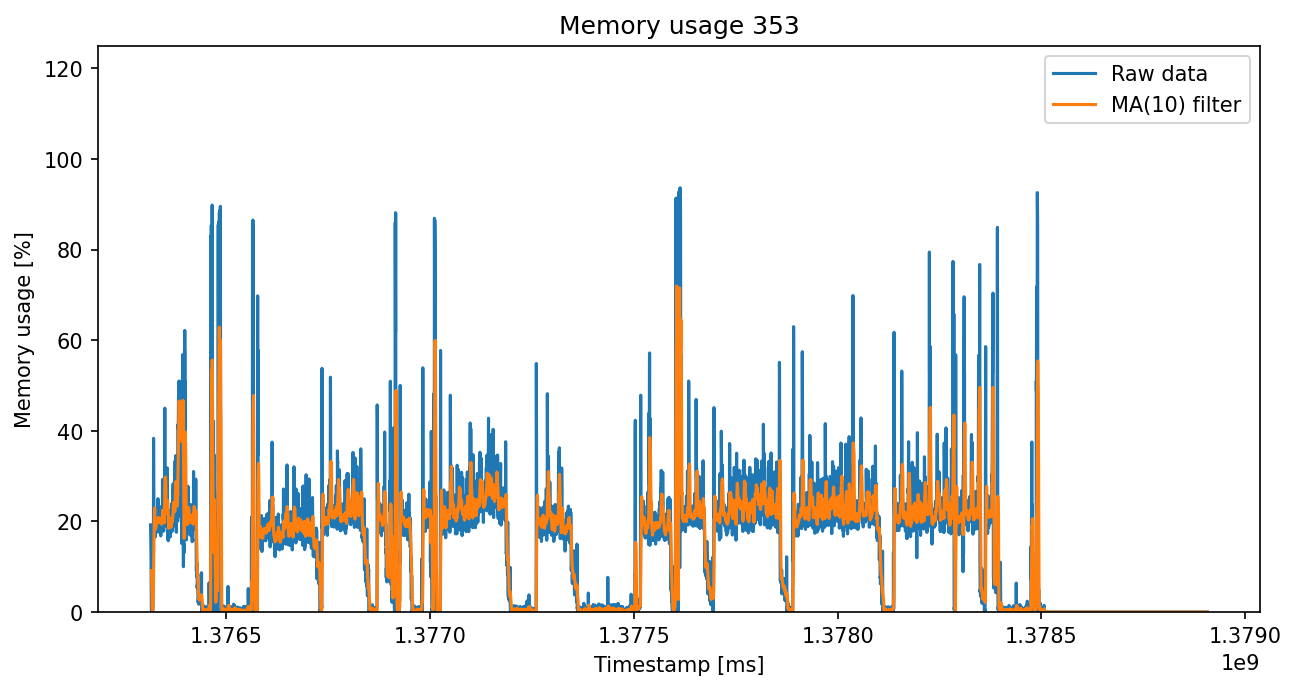 Memory usage 353
Raw data
MA(10) filter
Memory usage [%]
120
100
80
60
40
20
0
1.3765
1.3770
1.3775
1.3780
1.3785
1.3790
1e9
Timestamp [ms]